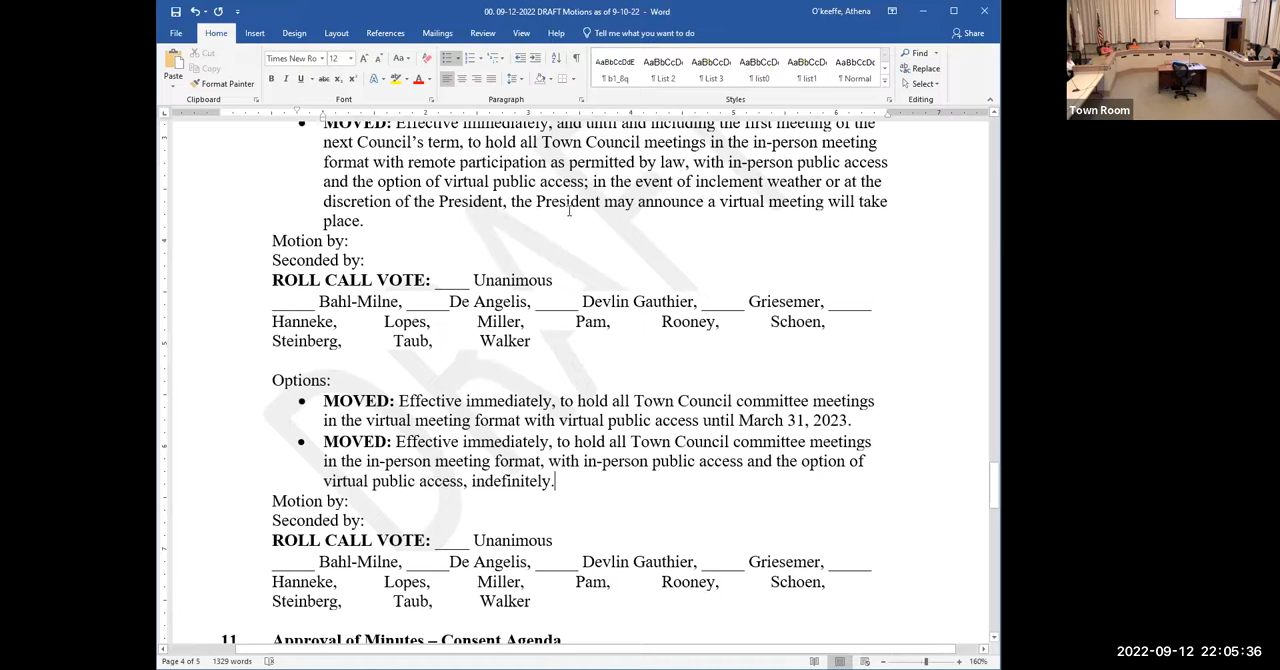 00. 09-12-2022 DRAFT Motions as of 9-10-22 - Word
O'keeffe, Athena
File Home Insert Design Layout References Mailings Review View Help Tell me what you want to do Share
Paste
Cut
Copy
Format Painter
Clipboard
Times New Ro 12
Font
Paragraph
AaBbCcDdE AaBbCcDc AaBbCcDc AaBbCcDc AaBbCcDc AaBbCcDc
¶ b1_8q ¶ List 2 ¶ List 3 ¶ list0 ¶ list1 ¶ Normal
Styles
Find
Replace
Select
Editing
Town Room
• MOVED: Effective immediately, and until and including the first meeting of the
next Council's term, to hold all Town Council meetings in the in-person meeting
format with remote participation as permitted by law, with in-person public access
and the option of virtual public access; in the event of inclement weather or at the
discretion of the President, the President may announce a virtual meeting will take
place.
Motion by:
Seconded by:
ROLL CALL VOTE: ____ Unanimous
_____ Bahl-Milne, _____De Angelis, _____ Devlin Gauthier, _____ Griesemer, _____
Hanneke, Lopes, Miller, Pam, Rooney, Schoen,
Steinberg, Taub, Walker
Options:
• MOVED: Effective immediately, to hold all Town Council committee meetings
in the virtual meeting format with virtual public access until March 31, 2023.
• MOVED: Effective immediately, to hold all Town Council committee meetings
in the in-person meeting format, with in-person public access and the option of
virtual public access, indefinitely.
Motion by:
Seconded by:
ROLL CALL VOTE: ____ Unanimous
_____ Bahl-Milne, _____De Angelis, _____ Devlin Gauthier, _____ Griesemer, _____
Hanneke, Lopes, Miller, Pam, Rooney, Schoen,
Steinberg, Taub, Walker
11 Approval of Minutes – Consent Agenda
DRAFT
Page 4 of 5 1329 words 160%
2022-09-12 22:05:36